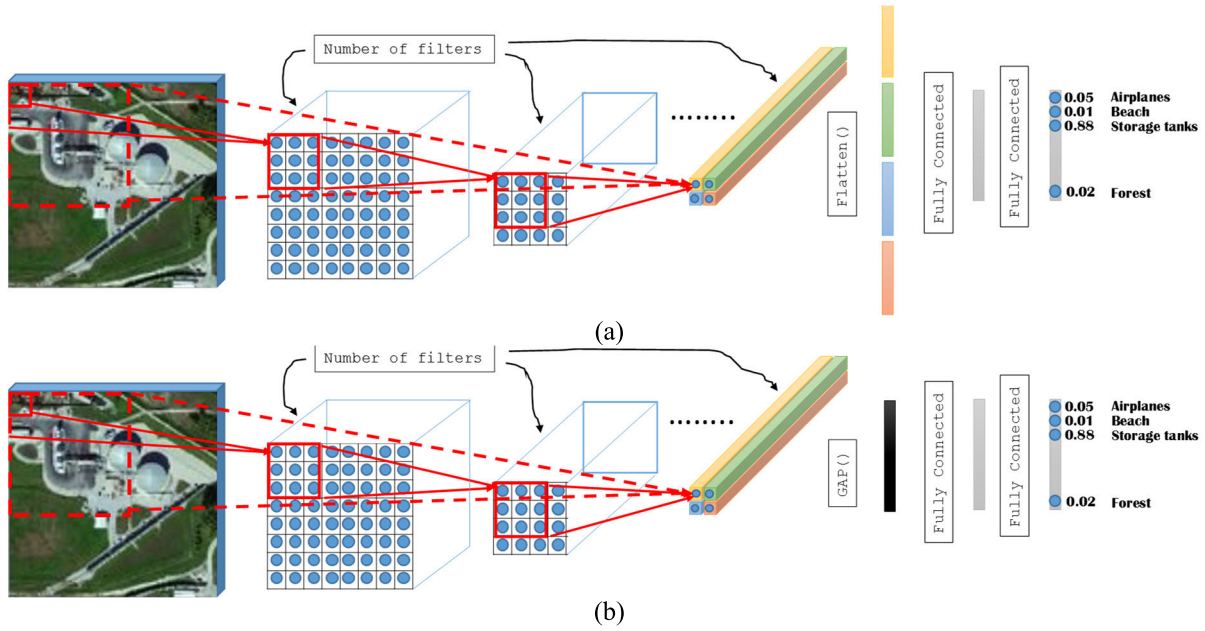 Number of filters
Flatten()
Fully Connected
Fully Connected
0.05 Airplanes
0.01 Beach
0.88 Storage tanks
0.02 Forest
(a)
Number of filters
GAP()
Fully Connected
Fully Connected
0.05 Airplanes
0.01 Beach
0.88 Storage tanks
0.02 Forest
(b)